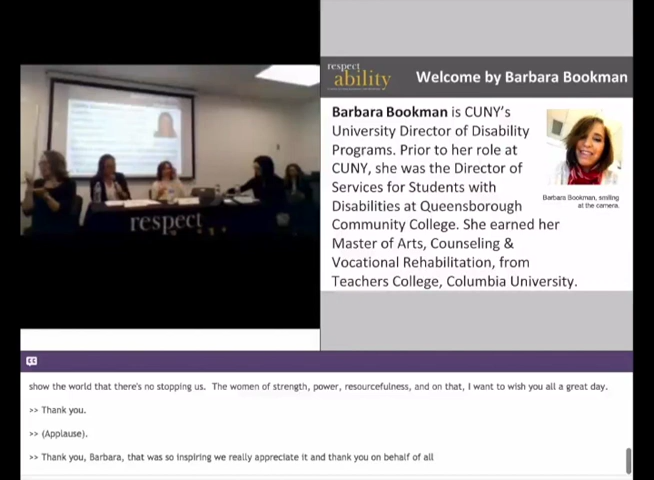 respect
ability
Welcome by Barbara Bookman
Barbara Bookman is CUNY's
University Director of Disability
Programs. Prior to her role at
CUNY, she was the Director of
Services for Students with
Disabilities at Queensborough
Community College. She earned her
Master of Arts, Counseling &
Vocational Rehabilitation, from
Teachers College, Columbia University.
Barbara Bookman, smiling
at the camera.
respect
show the world that there's no stopping us.  The women of strength, power, resourcefulness, and on that, I want to wish you all a great day.
>> Thank you.
>> (Applause).
>> Thank you, Barbara, that was so inspiring we really appreciate it and thank you on behalf of all